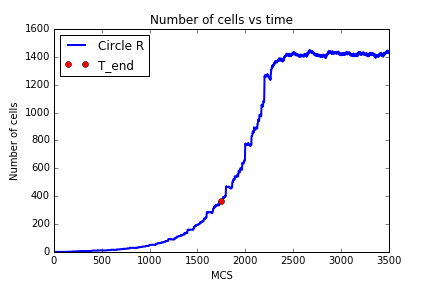 Number of cells vs time
1600
1400
1200
1000
800
600
400
200
0
Number of cells
Circle R
T_end
0 500 1000 1500 2000 2500 3000 3500
MCS